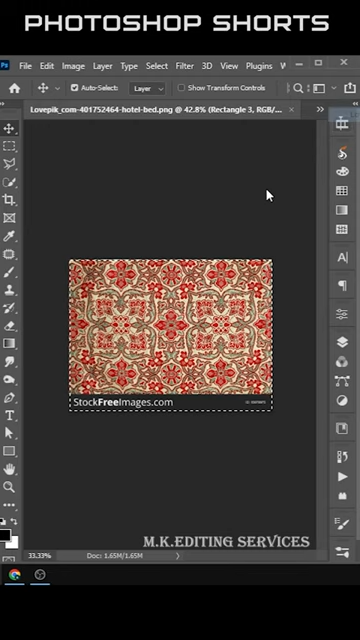 PHOTOSHOP SHORTS
Ps File Edit Image Layer Type Select Filter 3D View Plugins
Auto-Select: Layer Show Transform Controls
Lovepik_com-401752464-hotel-bed.png @ 42.8% (Rectangle 3, RGB/...
StockFreeImages.com
M.K.EDITING SERVICES
33.33% Doc: 1.65M/1.65M